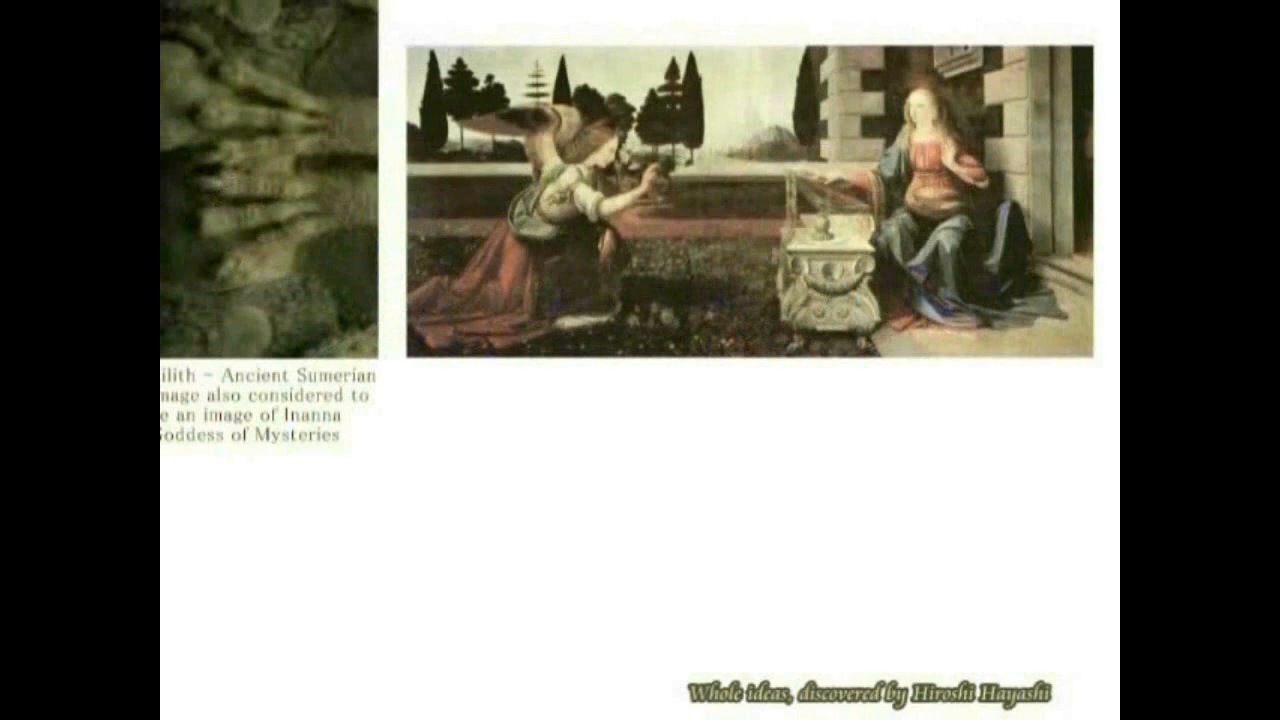 ilith - Ancient Sumerian
mage also considered to
e an image of Inanna
Goddess of Mysteries
Whole ideas, discovered by Hiroshi Hayashi